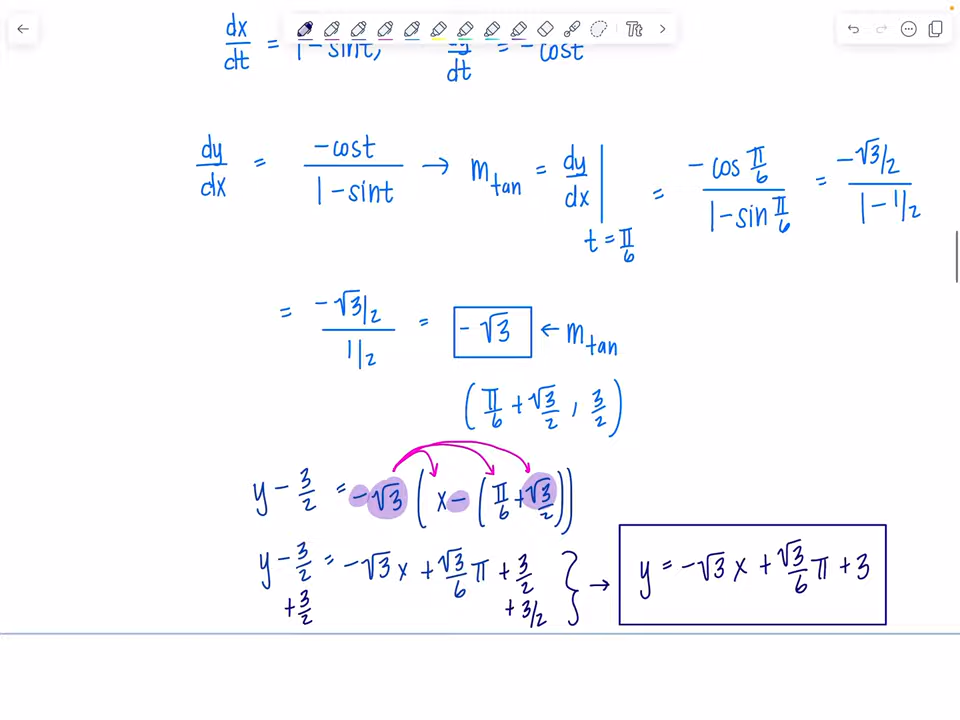 dx/dt = 1 - sint, dy/dt = - cost
dy/dx = -cost/(1 - sint) → m_tan = dy/dx | t = π/6 = (-cos π/6)/(1 - sin π/6) = (-√3/2)/(1 - 1/2)
= (-√3/2)/(1/2) = -√3 ← m_tan
(π/6 + √3/2, 3/2)
y - 3/2 = -√3 (x - (π/6 + √3/2))
y - 3/2 = -√3 x + √3/6 π + 3/2 } → y = -√3 x + √3/6 π + 3
+ 3/2 + 3/2
Tt